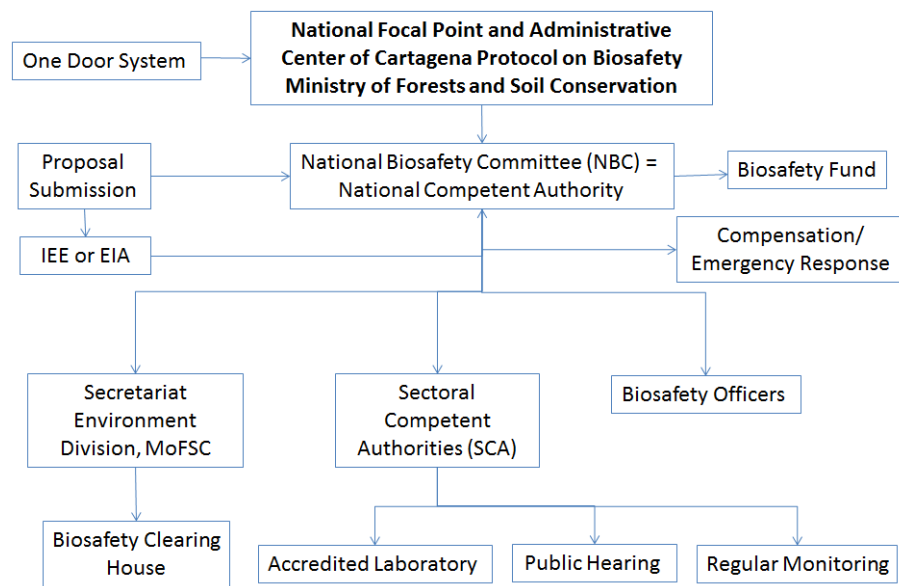 National Focal Point and Administrative
Center of Cartagena Protocol on Biosafety
Ministry of Forests and Soil Conservation
One Door System
Proposal
Submission
National Biosafety Committee (NBC) =
National Competent Authority
Biosafety Fund
IEE or EIA
Compensation/
Emergency Response
Secretariat
Environment
Division, MoFSC
Sectoral
Competent
Authorities (SCA)
Biosafety Officers
Biosafety Clearing
House
Accredited Laboratory
Public Hearing
Regular Monitoring